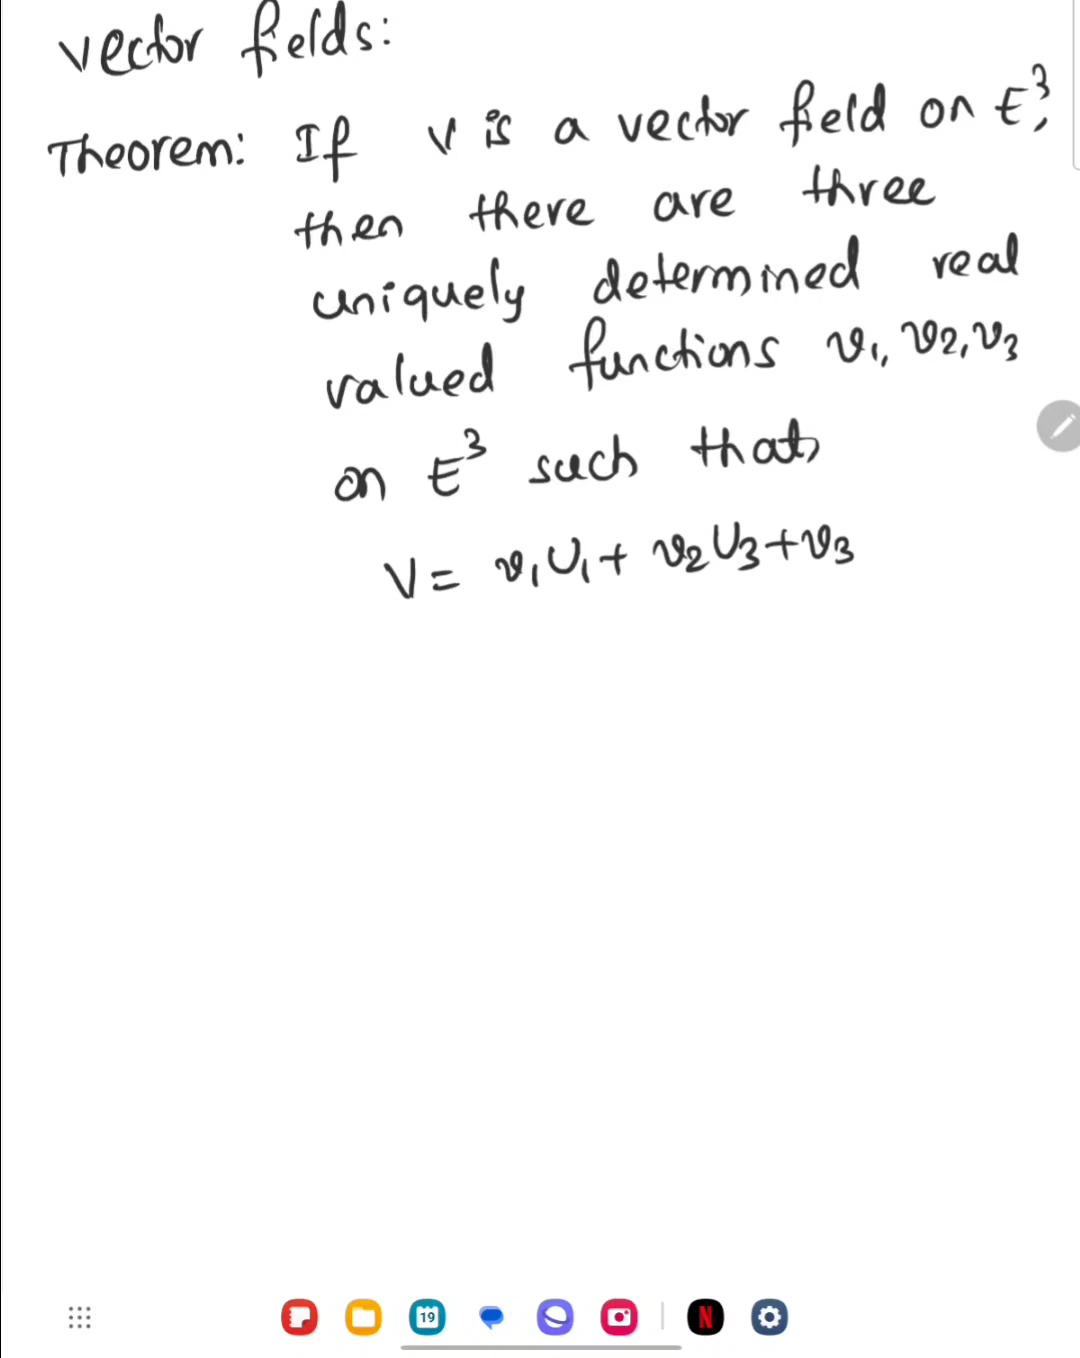 vector fields:
Theorem: If V is a vector field on E³,
then there are three
uniquely determined real
valued functions v₁, v₂, v₃
on E³ such that,
V = v₁U₁ + v₂U₃ + v₃
19
N